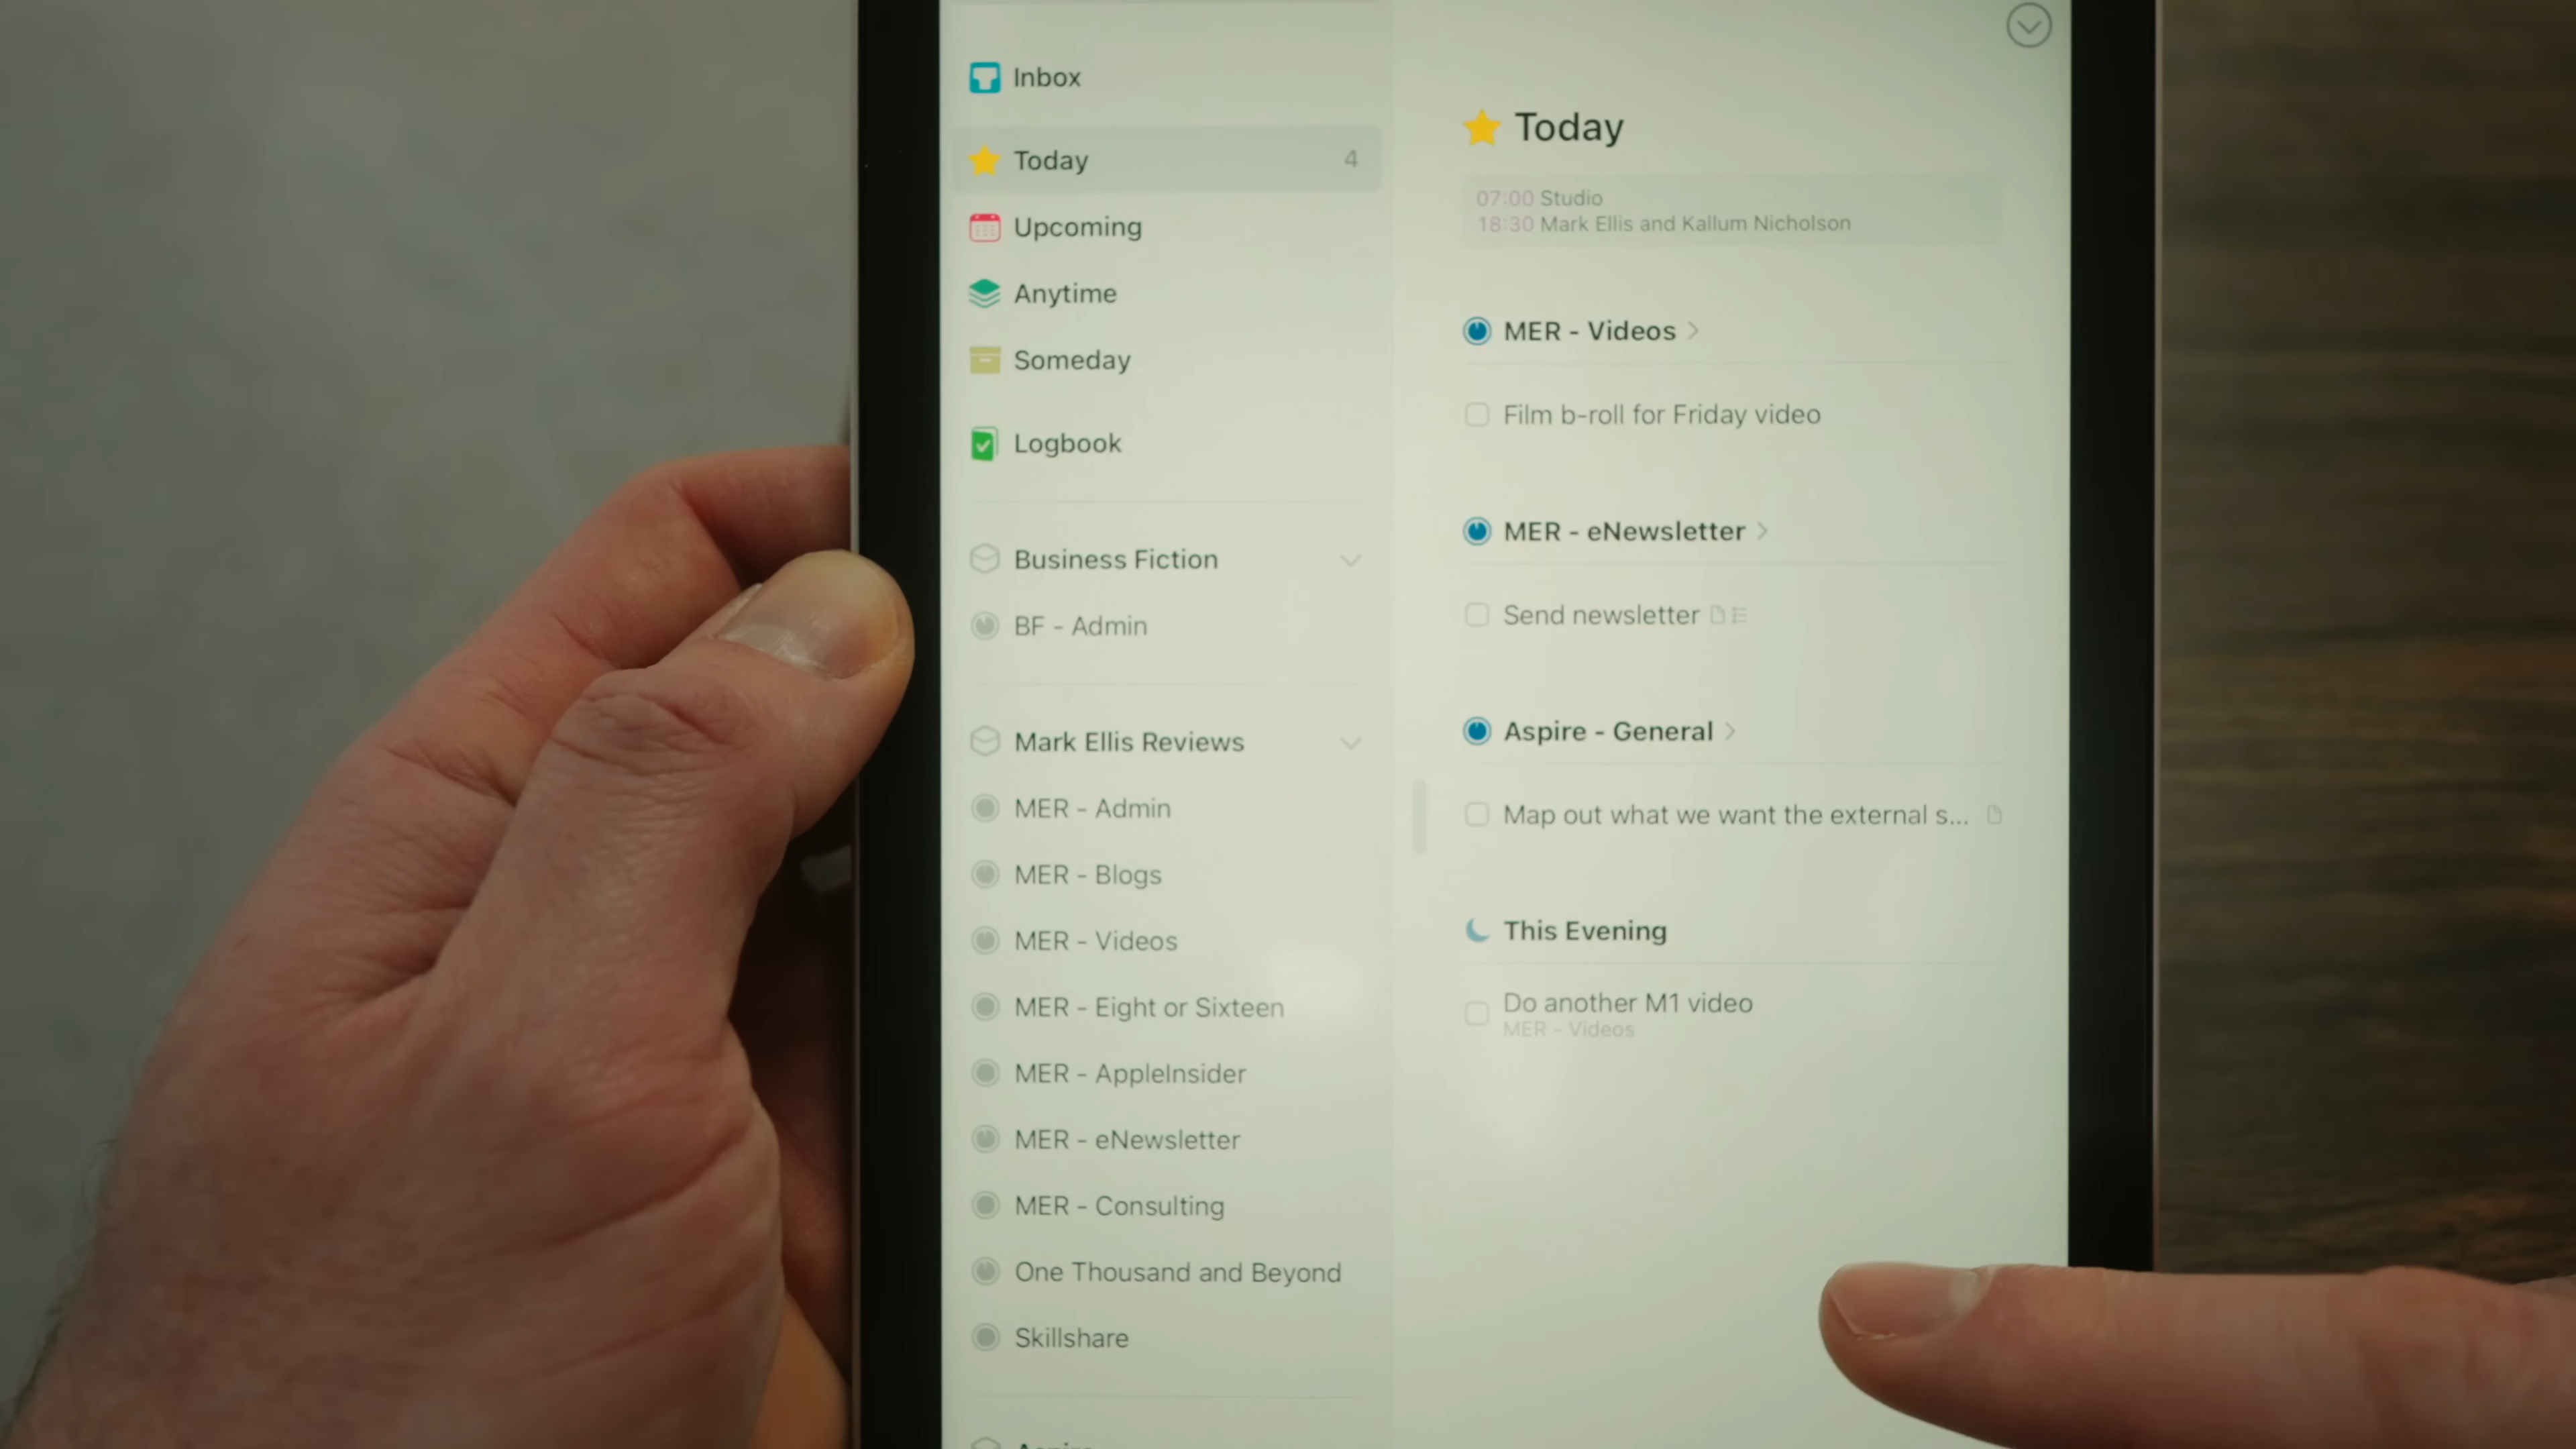 Inbox
Today 4
Upcoming
Anytime
Someday
Logbook
Business Fiction
BF - Admin
Mark Ellis Reviews
MER - Admin
MER - Blogs
MER - Videos
MER - Eight or Sixteen
MER - AppleInsider
MER - eNewsletter
MER - Consulting
One Thousand and Beyond
Skillshare
Today
07:00 Studio
18:30 Mark Ellis and Kallum Nicholson
MER - Videos
Film b-roll for Friday video
MER - eNewsletter
Send newsletter
Aspire - General
Map out what we want the external s...
This Evening
Do another M1 video
MER - Videos